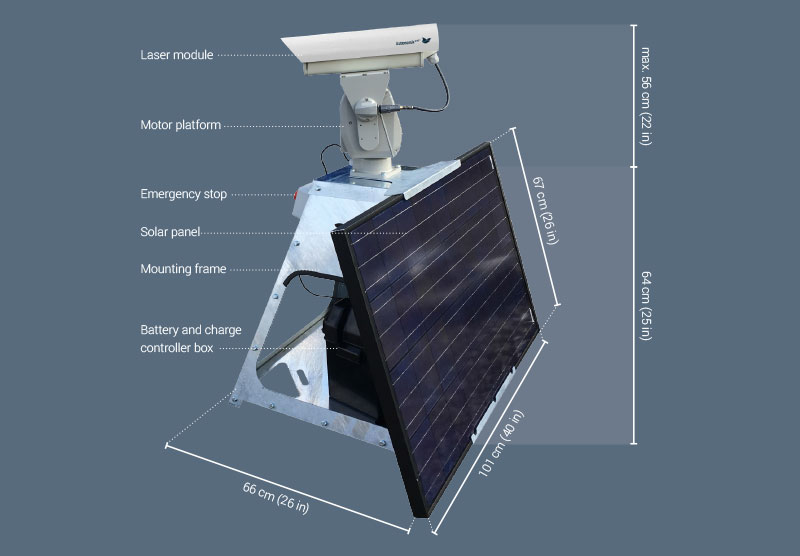 Laser module
max. 56 cm (22 in)
Motor platform
67 cm (26 in)
Emergency stop
Solar panel
Mounting frame
64 cm (25 in)
Battery and charge
controller box
101 cm (40 in)
66 cm (26 in)